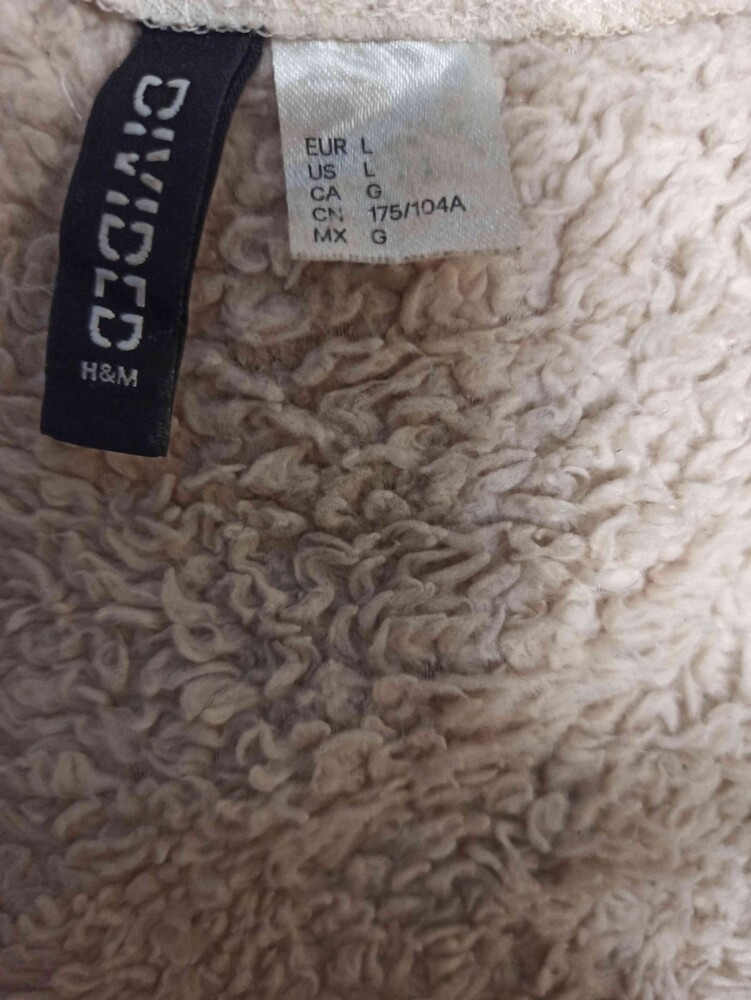 DIVIDED
H&M
EUR L
US L
CA G
CN 175/104A
MX G